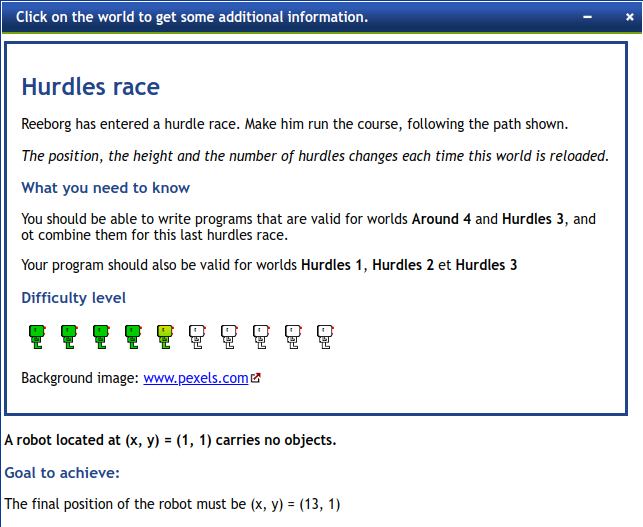 Click on the world to get some additional information.
Hurdles race
Reeborg has entered a hurdle race. Make him run the course, following the path shown.
The position, the height and the number of hurdles changes each time this world is reloaded.
What you need to know
You should be able to write programs that are valid for worlds Around 4 and Hurdles 3, and
ot combine them for this last hurdles race.
Your program should also be valid for worlds Hurdles 1, Hurdles 2 et Hurdles 3
Difficulty level
Background image: www.pexels.com
A robot located at (x, y) = (1, 1) carries no objects.
Goal to achieve:
The final position of the robot must be (x, y) = (13, 1)